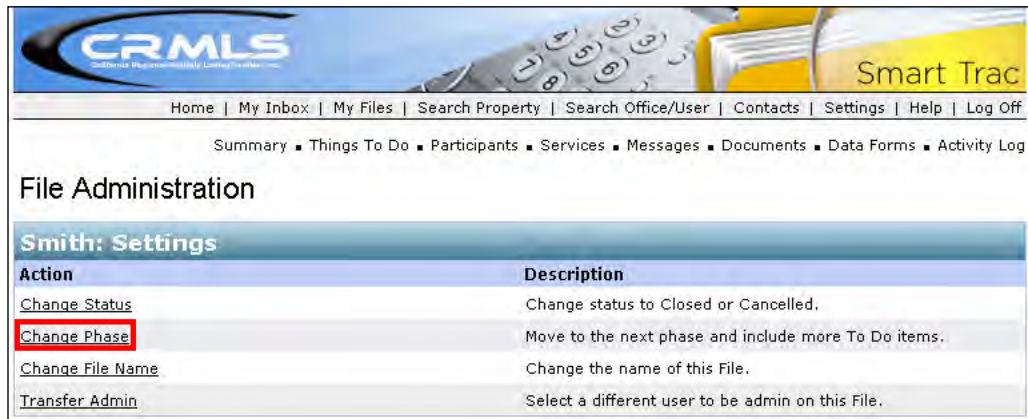 CRMLS
Smart Trac
Home | My Inbox | My Files | Search Property | Search Office/User | Contacts | Settings | Help | Log Off
Summary ▪ Things To Do ▪ Participants ▪ Services ▪ Messages ▪ Documents ▪ Data Forms ▪ Activity Log
File Administration
Smith: Settings
Action Description
Change Status Change status to Closed or Cancelled.
Change Phase Move to the next phase and include more To Do items.
Change File Name Change the name of this File.
Transfer Admin Select a different user to be admin on this File.